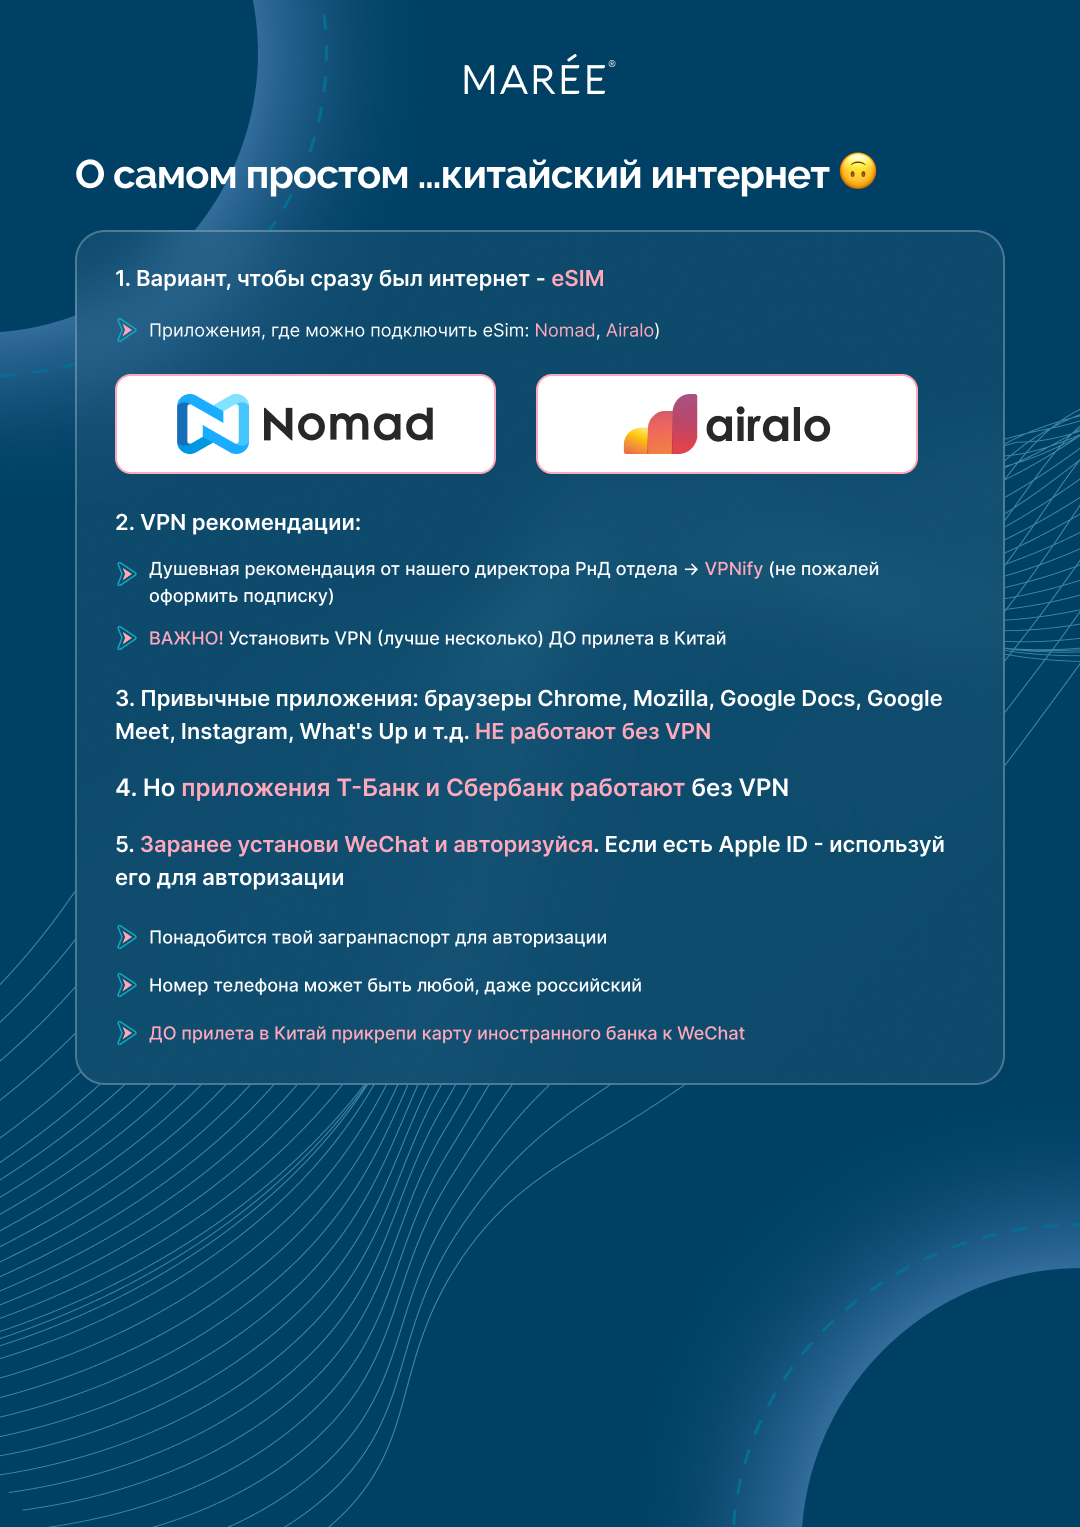 MARÉE®
О самом простом ...китайский интернет 🙃
1. Вариант, чтобы сразу был интернет - eSIM
Приложения, где можно подключить eSim: Nomad, Airalo)
Nomad
airalo
2. VPN рекомендации:
Душевная рекомендация от нашего директора РнД отдела → VPNify (не пожалей
оформить подписку)
ВАЖНО! Установить VPN (лучше несколько) ДО прилета в Китай
3. Привычные приложения: браузеры Chrome, Mozilla, Google Docs, Google
Meet, Instagram, What's Up и т.д. НЕ работают без VPN
4. Но приложения Т-Банк и Сбербанк работают без VPN
5. Заранее установи WeChat и авторизуйся. Если есть Apple ID - используй
его для авторизации
Понадобится твой загранпаспорт для авторизации
Номер телефона может быть любой, даже российский
ДО прилета в Китай прикрепи карту иностранного банка к WeChat